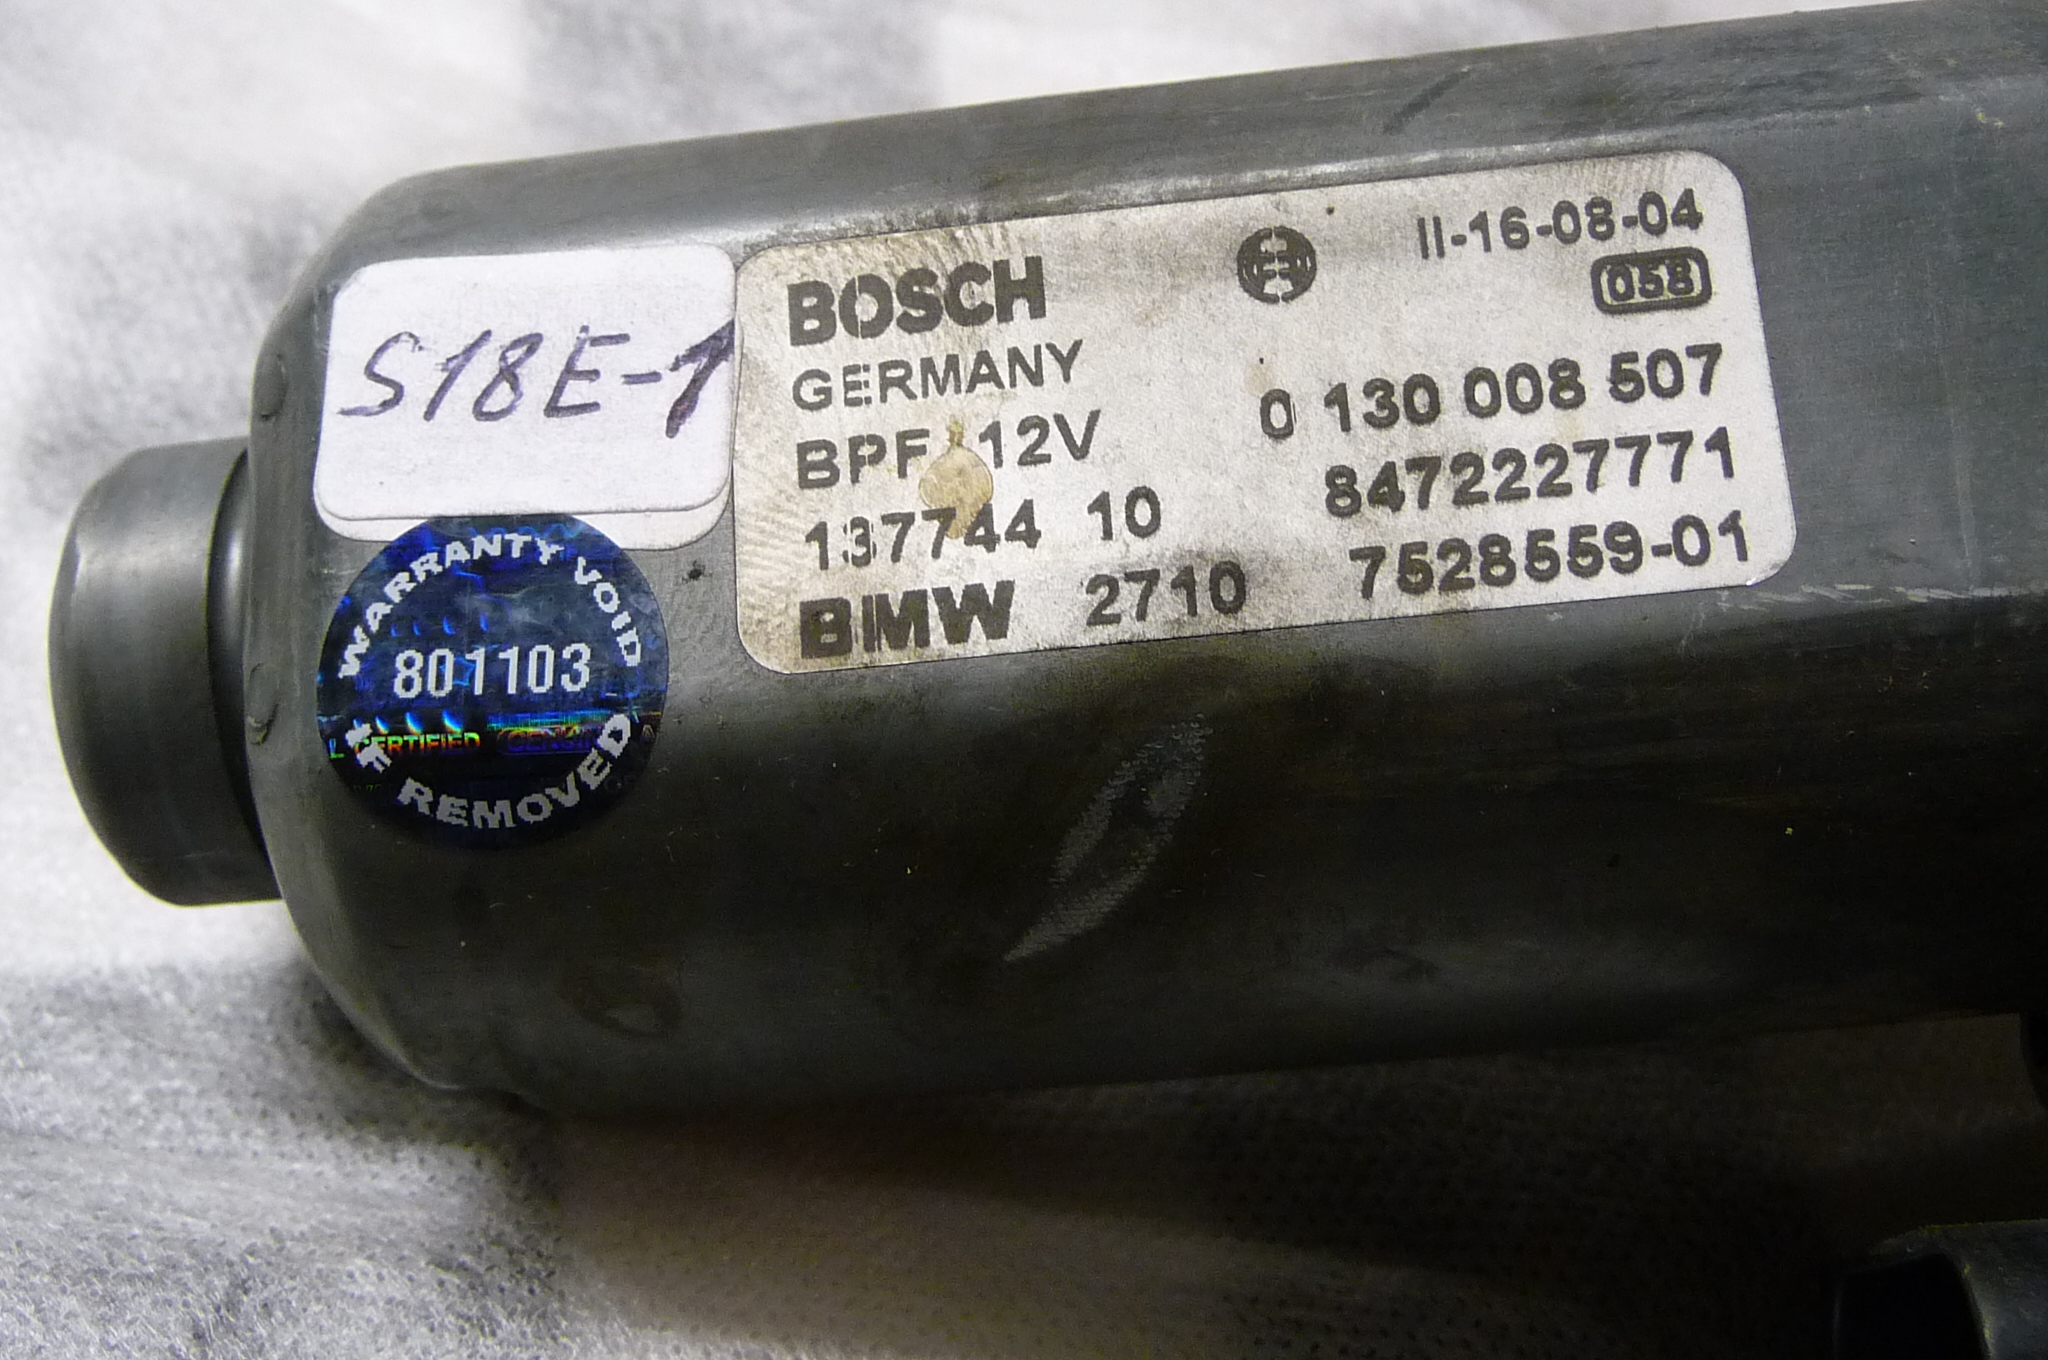 S18E-1
BOSCH
II-16-08-04
058
GERMANY
0 130 008 507
BPF 12V
8472227771
137744 10
7528559-01
BMW 2710
WARRANTY VOID
801103
CERTIFIED
IF REMOVED